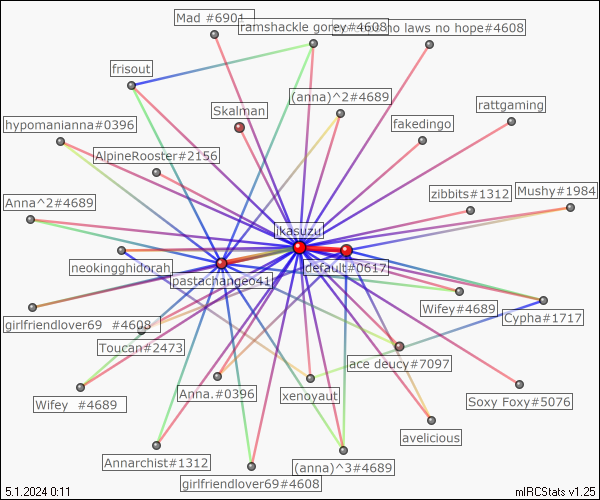 Mad #6901
ramshackle gorey#4608
no laws no hope#4608
frisout
(anna)^2#4689
rattgaming
Skalman
hypomanianna#0396
fakedingo
AlpineRooster#2156
zibbits#1312
Mushy#1984
Anna^2#4689
ikasuzu
neokingghidorah
pastachange041
default#0617
Wifey#4689
Cypha#1717
girlfriendlover69 #4608
Toucan#2473
ace deucy#7097
Anna.#0396
xenoyaut
Wifey #4689
Soxy Foxy#5076
avelicious
Annarchist#1312
(anna)^3#4689
girlfriendlover69#4608
5.1.2024 0:11
mIRCStats v1.25